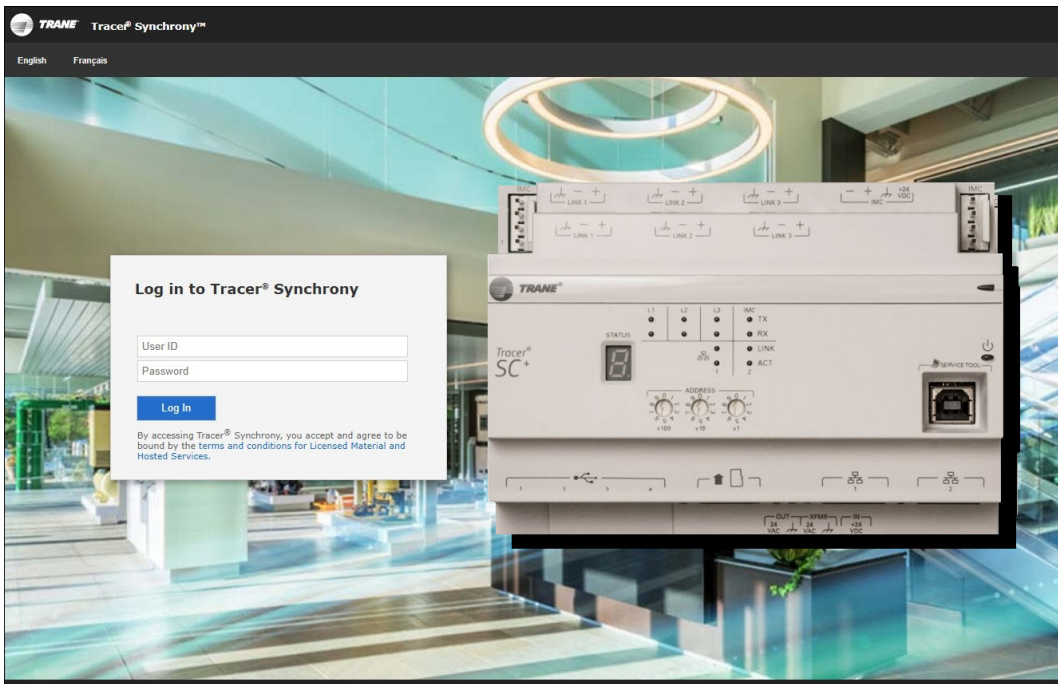 TRANE Tracer® Synchrony™
English Français
Log in to Tracer® Synchrony
User ID
Password
Log In
By accessing Tracer® Synchrony, you accept and agree to be
bound by the terms and conditions for Licensed Material and
Hosted Services.
IMC
LINK 1 LINK 2 LINK 3 IMC +24 VDC
IMC
LINK 1 LINK 2 LINK 3
TRANE®
L1 L2 L3 IMC
TX
STATUS RX
LINK
ACT
1 2
Tracer®
SC+
SERVICE TOOL
ADDRESS
x100 x10 x1
1 2 3 4
1 2
OUT XFMR IN
24 VAC 24 VAC +24 VDC